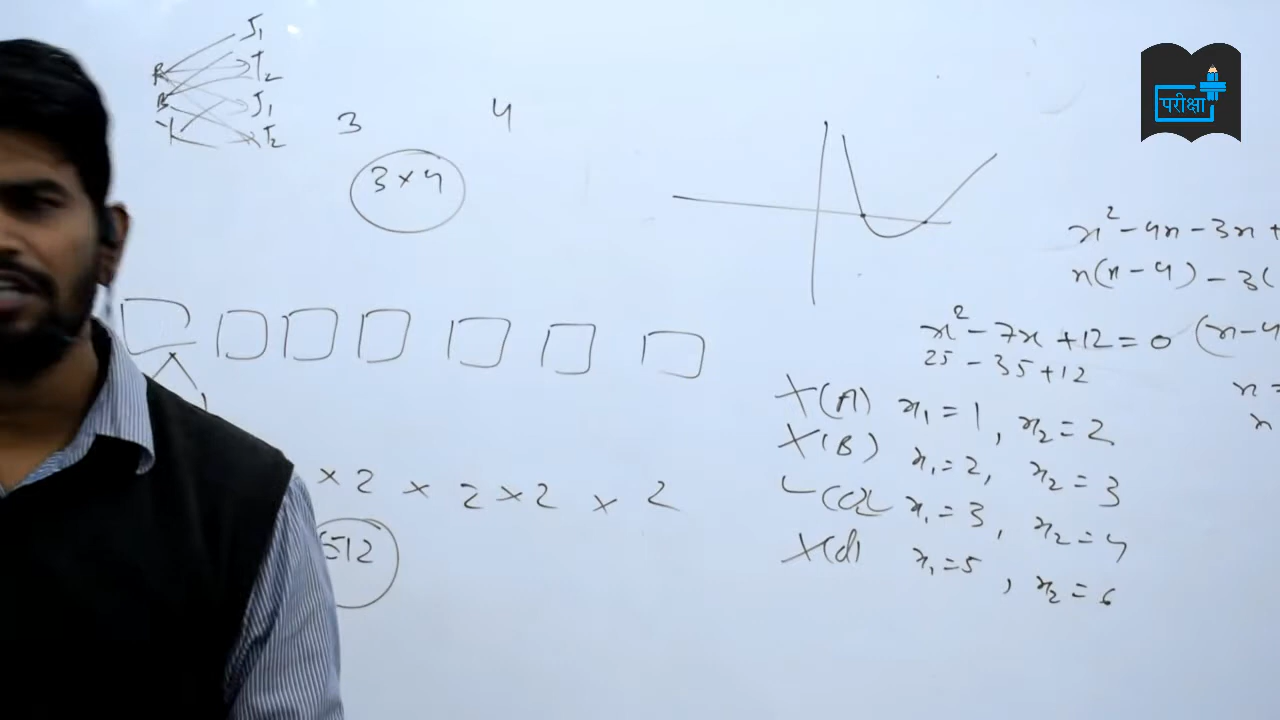 J₁
R T₂
B J₁
Y T₂
3 4
3 × 4
× 2 × 2 × 2 × 2
512
परीक्षा
x² - 4x - 3x +
x(x - 4) - 3(
x² - 7x + 12 = 0 (x - 4
25 - 35 + 12
x =
x
X (A) x₁ = 1, x₂ = 2
X (B) x₁ = 2, x₂ = 3
(C) x₁ = 3, x₂ = 4
X (d) x₁ = 5, x₂ = 6